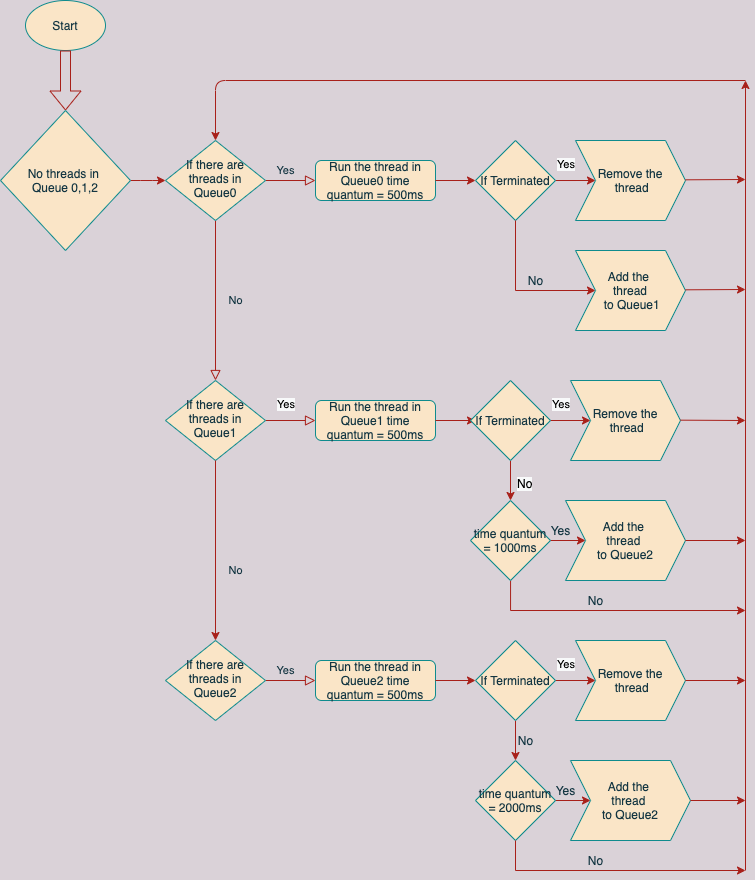 Start
No threads in
Queue 0,1,2
If there are
threads in
Queue0
Yes
Run the thread in
Queue0 time
quantum = 500ms
If Terminated
Yes
Remove the
thread
No
Add the
thread
to Queue1
No
If there are
threads in
Queue1
Yes
Run the thread in
Queue1 time
quantum = 500ms
If Terminated
Yes
Remove the
thread
No
time quantum
= 1000ms
Yes
Add the
thread
to Queue2
No
No
If there are
threads in
Queue2
Yes
Run the thread in
Queue2 time
quantum = 500ms
If Terminated
Yes
Remove the
thread
No
time quantum
= 2000ms
Yes
Add the
thread
to Queue2
No